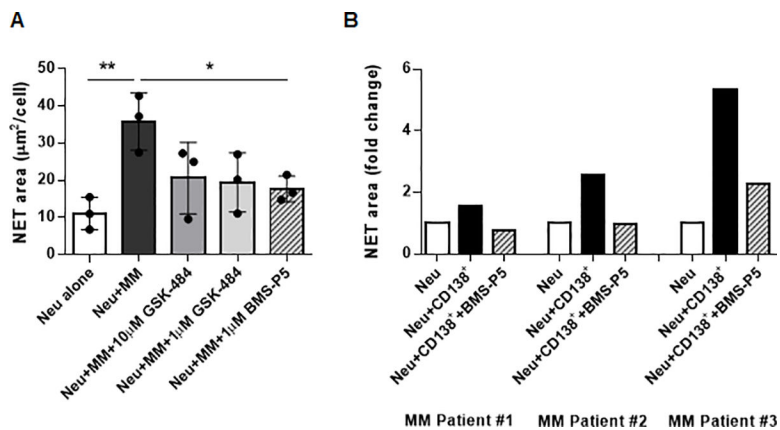 A
B
**
*
NET area (μm²/cell)
50
40
30
20
10
0
Neu alone
Neu+MM
Neu+MM+10μM GSK-484
Neu+MM+1μM GSK-484
Neu+MM+1μM BMS-P5
NET area (fold change)
6
4
2
0
Neu
Neu+CD138⁺
Neu+CD138⁺+BMS-P5
Neu
Neu+CD138⁺
Neu+CD138⁺+BMS-P5
Neu
Neu+CD138⁺
Neu+CD138⁺+BMS-P5
MM Patient #1
MM Patient #2
MM Patient #3